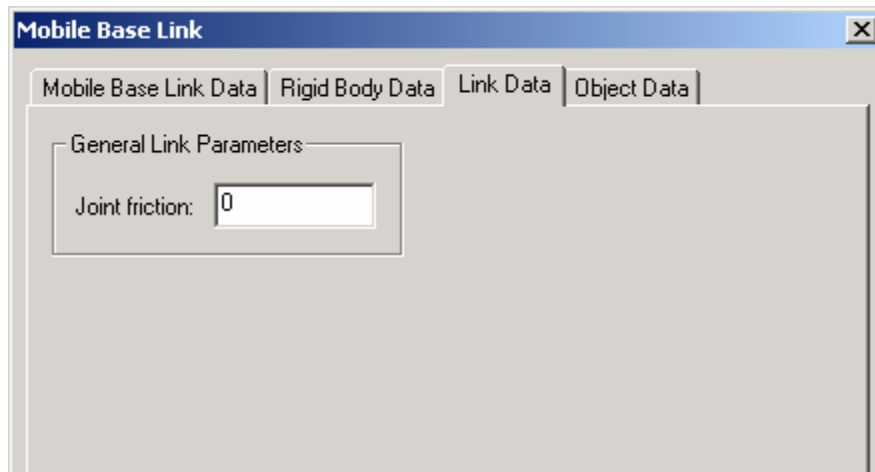 Mobile Base Link
Mobile Base Link Data Rigid Body Data Link Data Object Data
General Link Parameters
Joint friction: 0